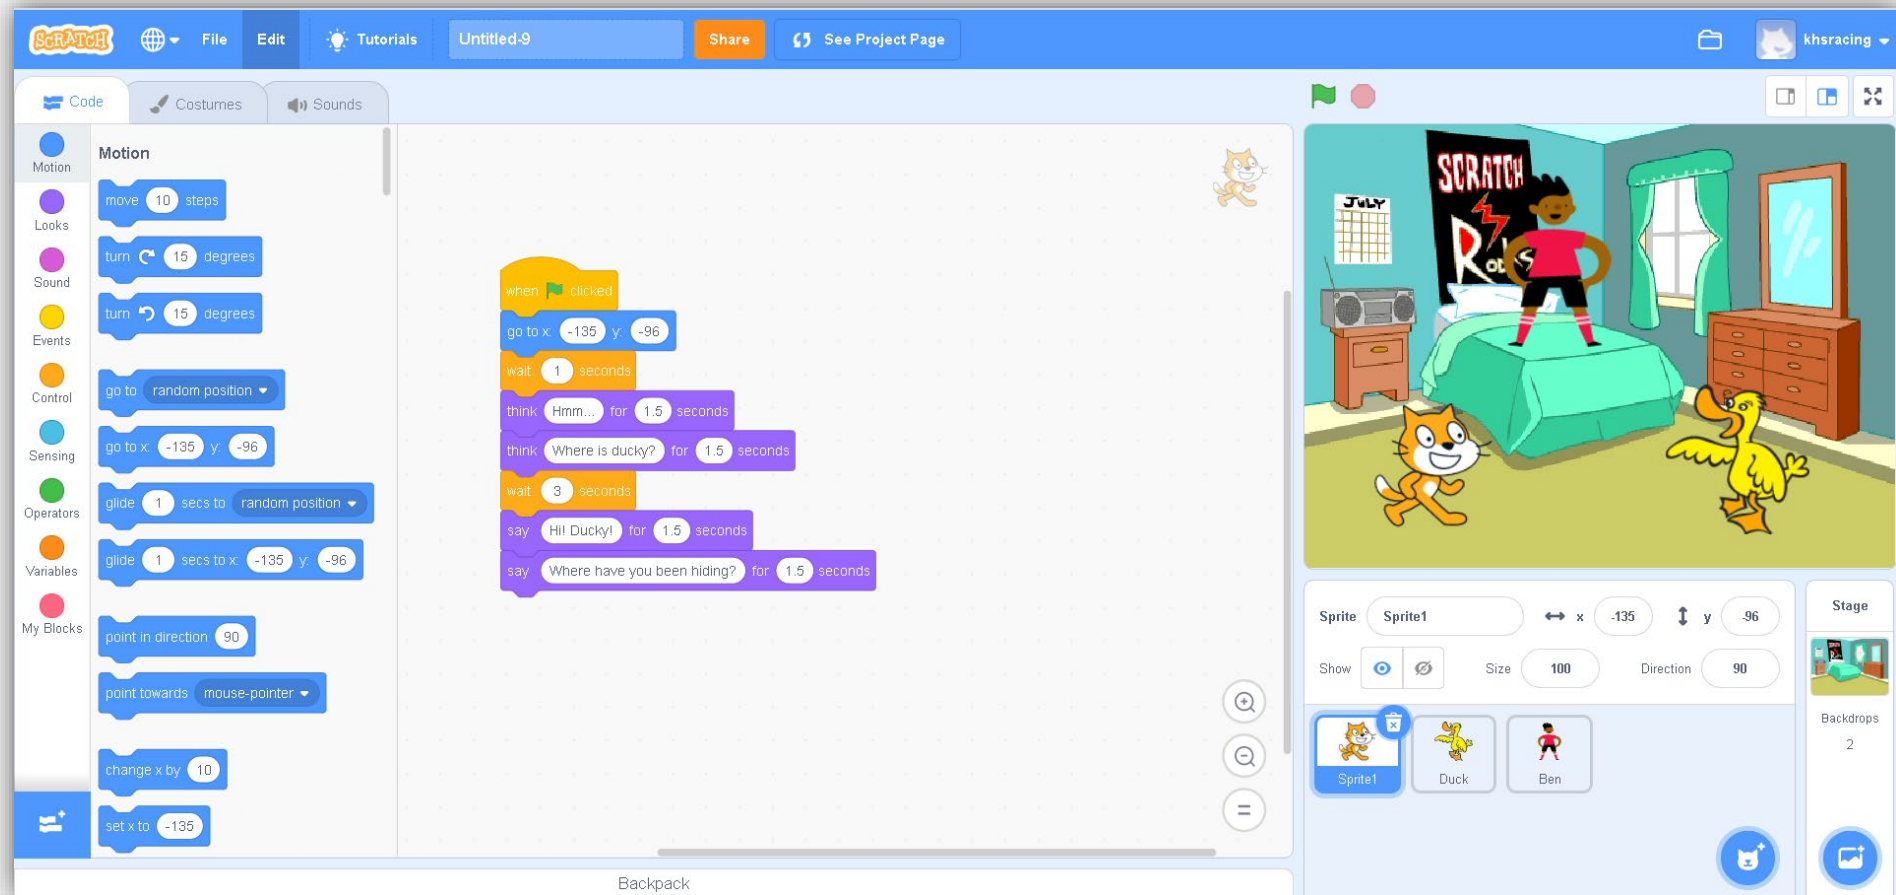 SCRATCH File Edit Tutorials Untitled-9 Share See Project Page khsracing
Code Costumes Sounds
Motion
Looks
Sound
Events
Control
Sensing
Operators
Variables
My Blocks
Motion
move 10 steps
turn 15 degrees
turn 15 degrees
go to random position
go to x: -135 y: -96
glide 1 secs to random position
glide 1 secs to x: -135 y: -96
point in direction 90
point towards mouse-pointer
change x by 10
set x to -135
when clicked
go to x: -135 y: -96
wait 1 seconds
think Hmm... for 1.5 seconds
think Where is ducky? for 1.5 seconds
wait 3 seconds
say Hi! Ducky! for 1.5 seconds
say Where have you been hiding? for 1.5 seconds
Backpack
JULY
SCRATCH
Sprite Sprite1 x -135 y -96
Show Size 100 Direction 90
Sprite1 Duck Ben
Stage
Backdrops
2